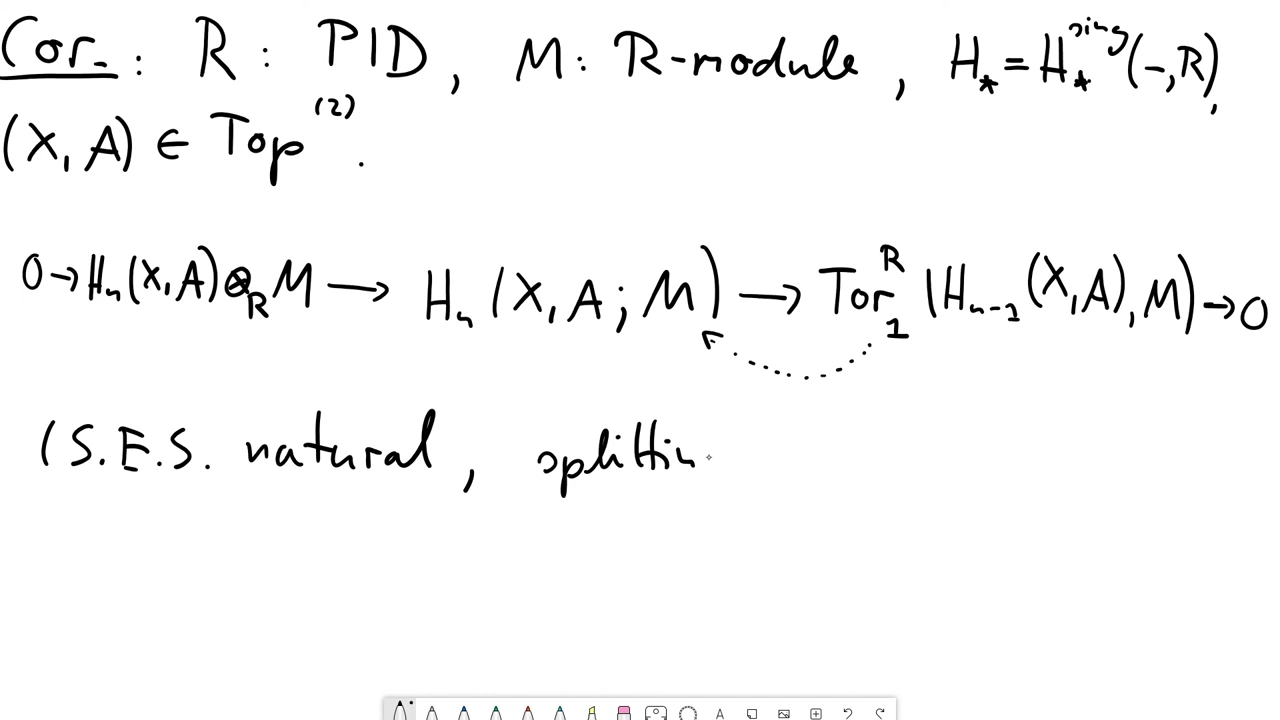 Cor. : R : PID , M : R-module , H_* = H_*^{sing}(-, R) ,
(X, A) ∈ Top^{(2)} .
0 → H_n(X, A) ⊗_R M → H_n(X, A ; M) → Tor_1^R(H_{n-1}(X, A), M) → 0
(S.E.S. natural , splittin